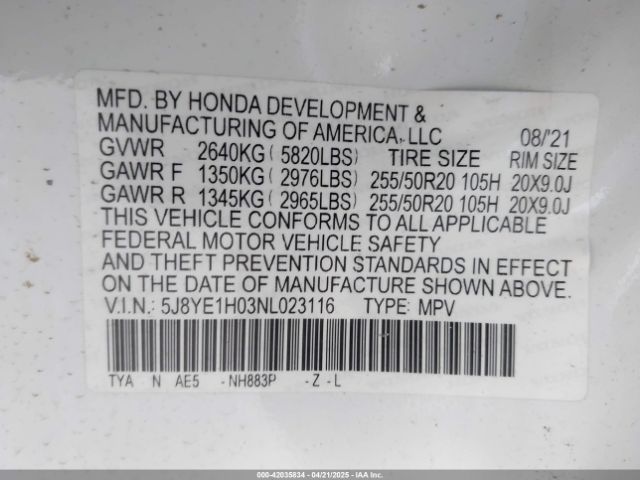 MFD. BY HONDA DEVELOPMENT &
MANUFACTURING OF AMERICA, LLC 08/'21
GVWR 2640KG ( 5820LBS) TIRE SIZE RIM SIZE
GAWR F 1350KG ( 2976LBS) 255/50R20 105H 20X9.0J
GAWR R 1345KG ( 2965LBS) 255/50R20 105H 20X9.0J
THIS VEHICLE CONFORMS TO ALL APPLICABLE
FEDERAL MOTOR VEHICLE SAFETY
AND THEFT PREVENTION STANDARDS IN EFFECT
ON THE DATE OF MANUFACTURE SHOWN ABOVE.
V.I.N.: 5J8YE1H03NL023116 TYPE: MPV
TYA N AE5 -NH883P -Z-L
000-42035834 - 04/21/2025 - IAA Inc.